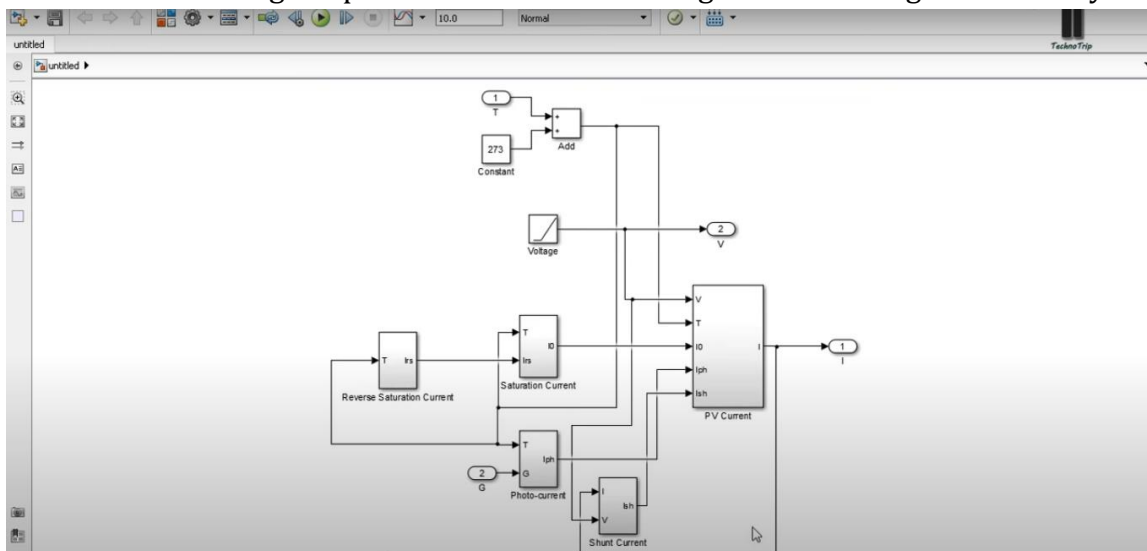 10.0
Normal
TechnoTrip
untitled
untitled
1
T
Add
273
Constant
Voltage
2
V
V
T
T
I0
I0
I
1
T
Irs
Irs
Iph
I
Saturation Current
Reverse Saturation Current
Ish
PV Current
T
Iph
2
G
G
Photo-current
I
Ish
V
Shunt Current